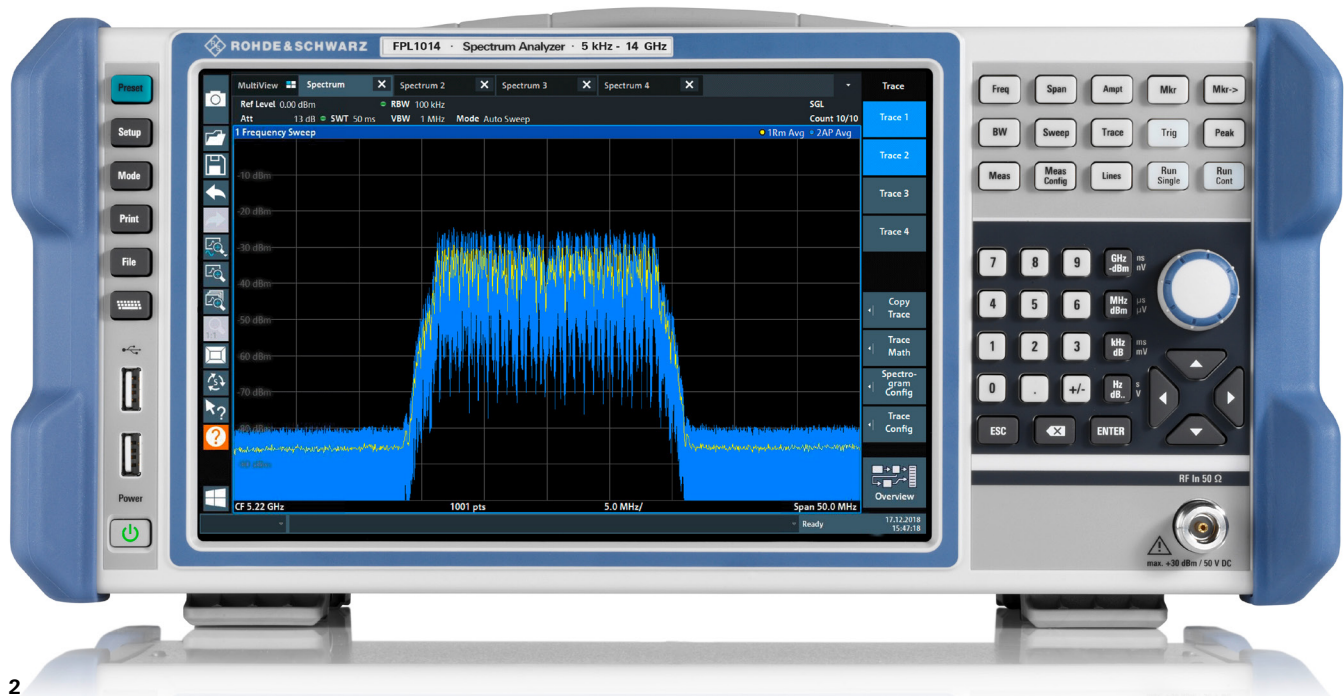 ROHDE&SCHWARZ FPL1014 · Spectrum Analyzer · 5 kHz - 14 GHz
Preset
Setup
Mode
Print
File
Power
MultiView Spectrum Spectrum 2 Spectrum 3 Spectrum 4
Ref Level 0.00 dBm RBW 100 kHz SGL
Att 13 dB SWT 50 ms VBW 1 MHz Mode Auto Sweep Count 10/10
1 Frequency Sweep 1Rm Avg 2AP Avg
-10 dBm
-20 dBm
-30 dBm
-40 dBm
-50 dBm
-60 dBm
-70 dBm
-80 dBm
-90 dBm
CF 5.22 GHz 1001 pts 5.0 MHz/ Span 50.0 MHz
Ready 17.12.2018
15:47:18
Trace
Trace 1
Trace 2
Trace 3
Trace 4
Copy
Trace
Trace
Math
Spectro-
gram
Config
Trace
Config
Overview
Freq Span Ampt Mkr Mkr->
BW Sweep Trace Trig Peak
Meas Meas Config Lines Run Single Run Cont
7 8 9 GHz -dBm ns nV
4 5 6 MHz dBm µs µV
1 2 3 kHz dB ms mV
0 . +/- Hz dB.. s V
ESC ENTER
RF In 50 Ω
max. +30 dBm / 50 V DC
2